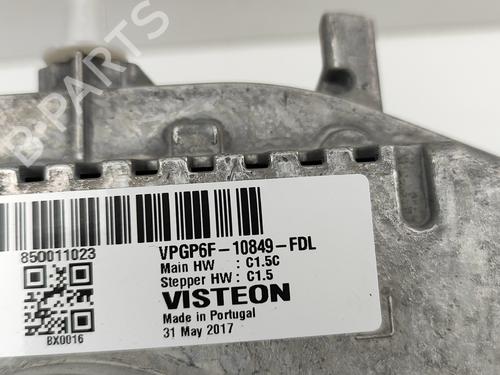 B-PARTS
850011023
VPGP6F-10849-FDL
Main HW : C1.5C
Stepper HW : C1.5
VISTEON
Made in Portugal
31 May 2017
BX0016